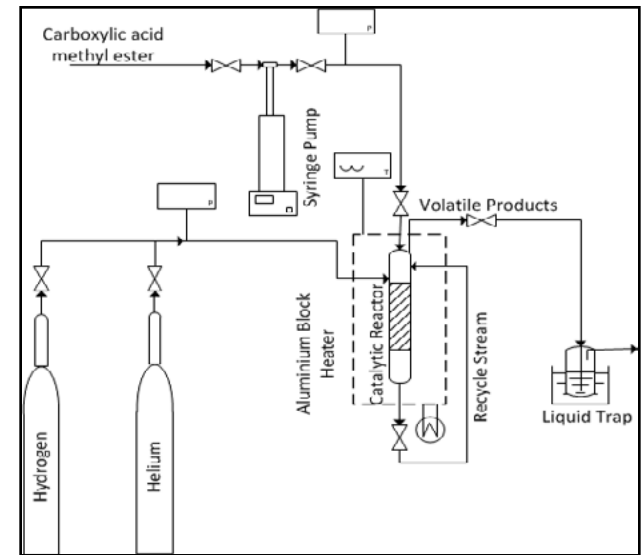 Carboxylic acid
methyl ester
P
Syringe Pump
T
P
Volatile Products
Aluminium Block
Heater
Catalytic Reactor
Recycle Stream
Liquid Trap
Hydrogen
Helium